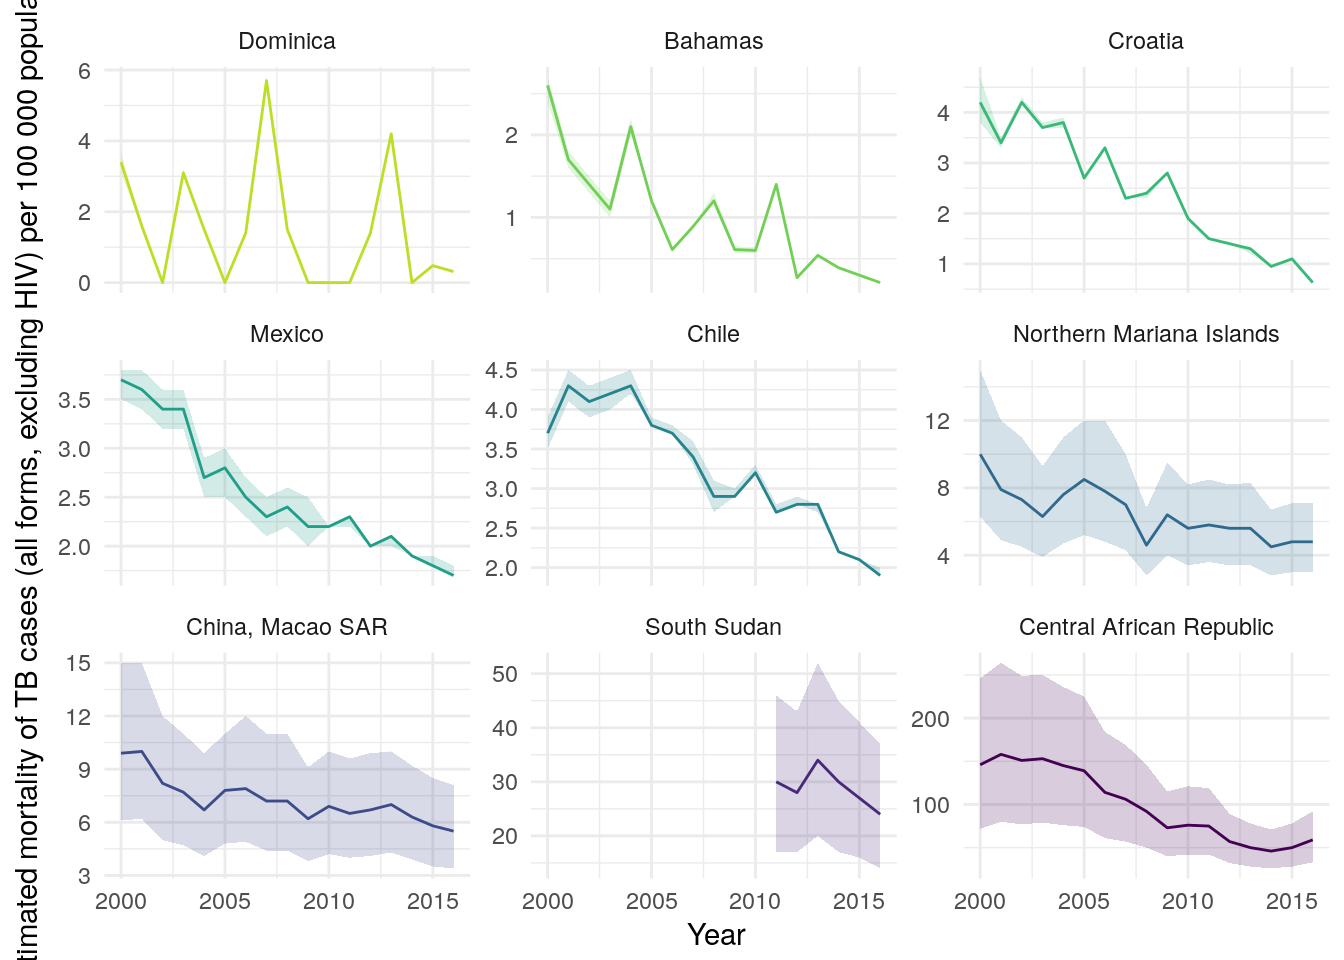 Dominica
Bahamas
Croatia
6
4
2
0
2
1
4
3
2
1
Mexico
Chile
Northern Mariana Islands
3.5
3.0
2.5
2.0
4.5
4.0
3.5
3.0
2.5
2.0
12
8
4
China, Macao SAR
South Sudan
Central African Republic
15
12
9
6
3
50
40
30
20
200
100
2000 2005 2010 2015
2000 2005 2010 2015
2000 2005 2010 2015
Year
mortality of TB cases (all forms, excluding HIV) per 100 000